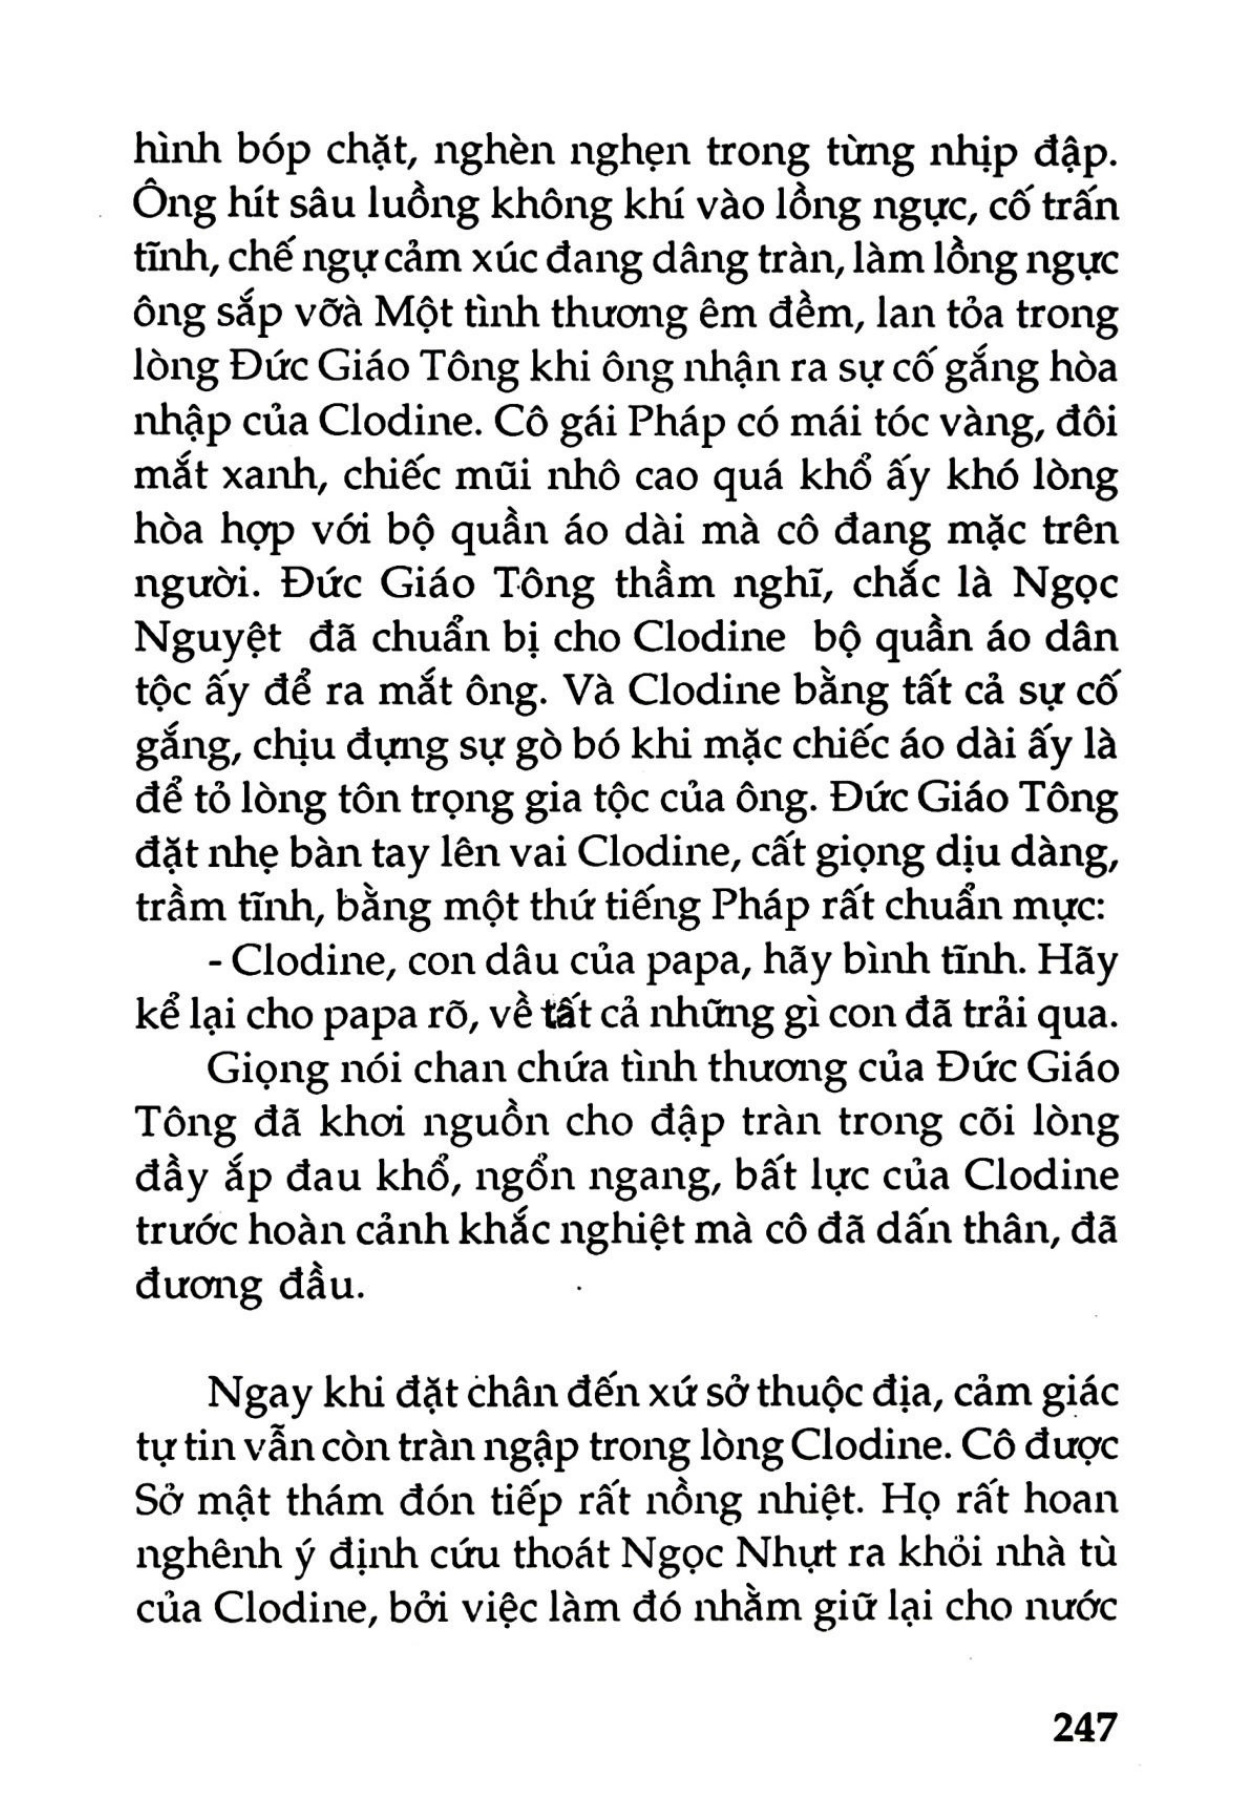 hình bóp chặt, nghèn nghẹn trong từng nhịp đập.
Ông hít sâu luồng không khí vào lồng ngực, cố trấn
tĩnh, chế ngự cảm xúc đang dâng tràn, làm lồng ngực
ông sắp vỡà Một tình thương êm đềm, lan tỏa trong
lòng Đức Giáo Tông khi ông nhận ra sự cố gắng hòa
nhập của Clodine. Cô gái Pháp có mái tóc vàng, đôi
mắt xanh, chiếc mũi nhô cao quá khổ ấy khó lòng
hòa hợp với bộ quần áo dài mà cô đang mặc trên
người. Đức Giáo Tông thầm nghĩ, chắc là Ngọc
Nguyệt đã chuẩn bị cho Clodine bộ quần áo dân
tộc ấy để ra mắt ông. Và Clodine bằng tất cả sự cố
gắng, chịu đựng sự gò bó khi mặc chiếc áo dài ấy là
để tỏ lòng tôn trọng gia tộc của ông. Đức Giáo Tông
đặt nhẹ bàn tay lên vai Clodine, cất giọng dịu dàng,
trầm tĩnh, bằng một thứ tiếng Pháp rất chuẩn mực:
- Clodine, con dâu của papa, hãy bình tĩnh. Hãy
kể lại cho papa rõ, về tất cả những gì con đã trải qua.
Giọng nói chan chứa tình thương của Đức Giáo
Tông đã khơi nguồn cho đập tràn trong cõi lòng
đầy ắp đau khổ, ngổn ngang, bất lực của Clodine
trước hoàn cảnh khắc nghiệt mà cô đã dấn thân, đã
đương đầu.
Ngay khi đặt chân đến xứ sở thuộc địa, cảm giác
tự tin vẫn còn tràn ngập trong lòng Clodine. Cô được
Sở mật thám đón tiếp rất nồng nhiệt. Họ rất hoan
nghênh ý định cứu thoát Ngọc Nhựt ra khỏi nhà tù
của Clodine, bởi việc làm đó nhằm giữ lại cho nước
247